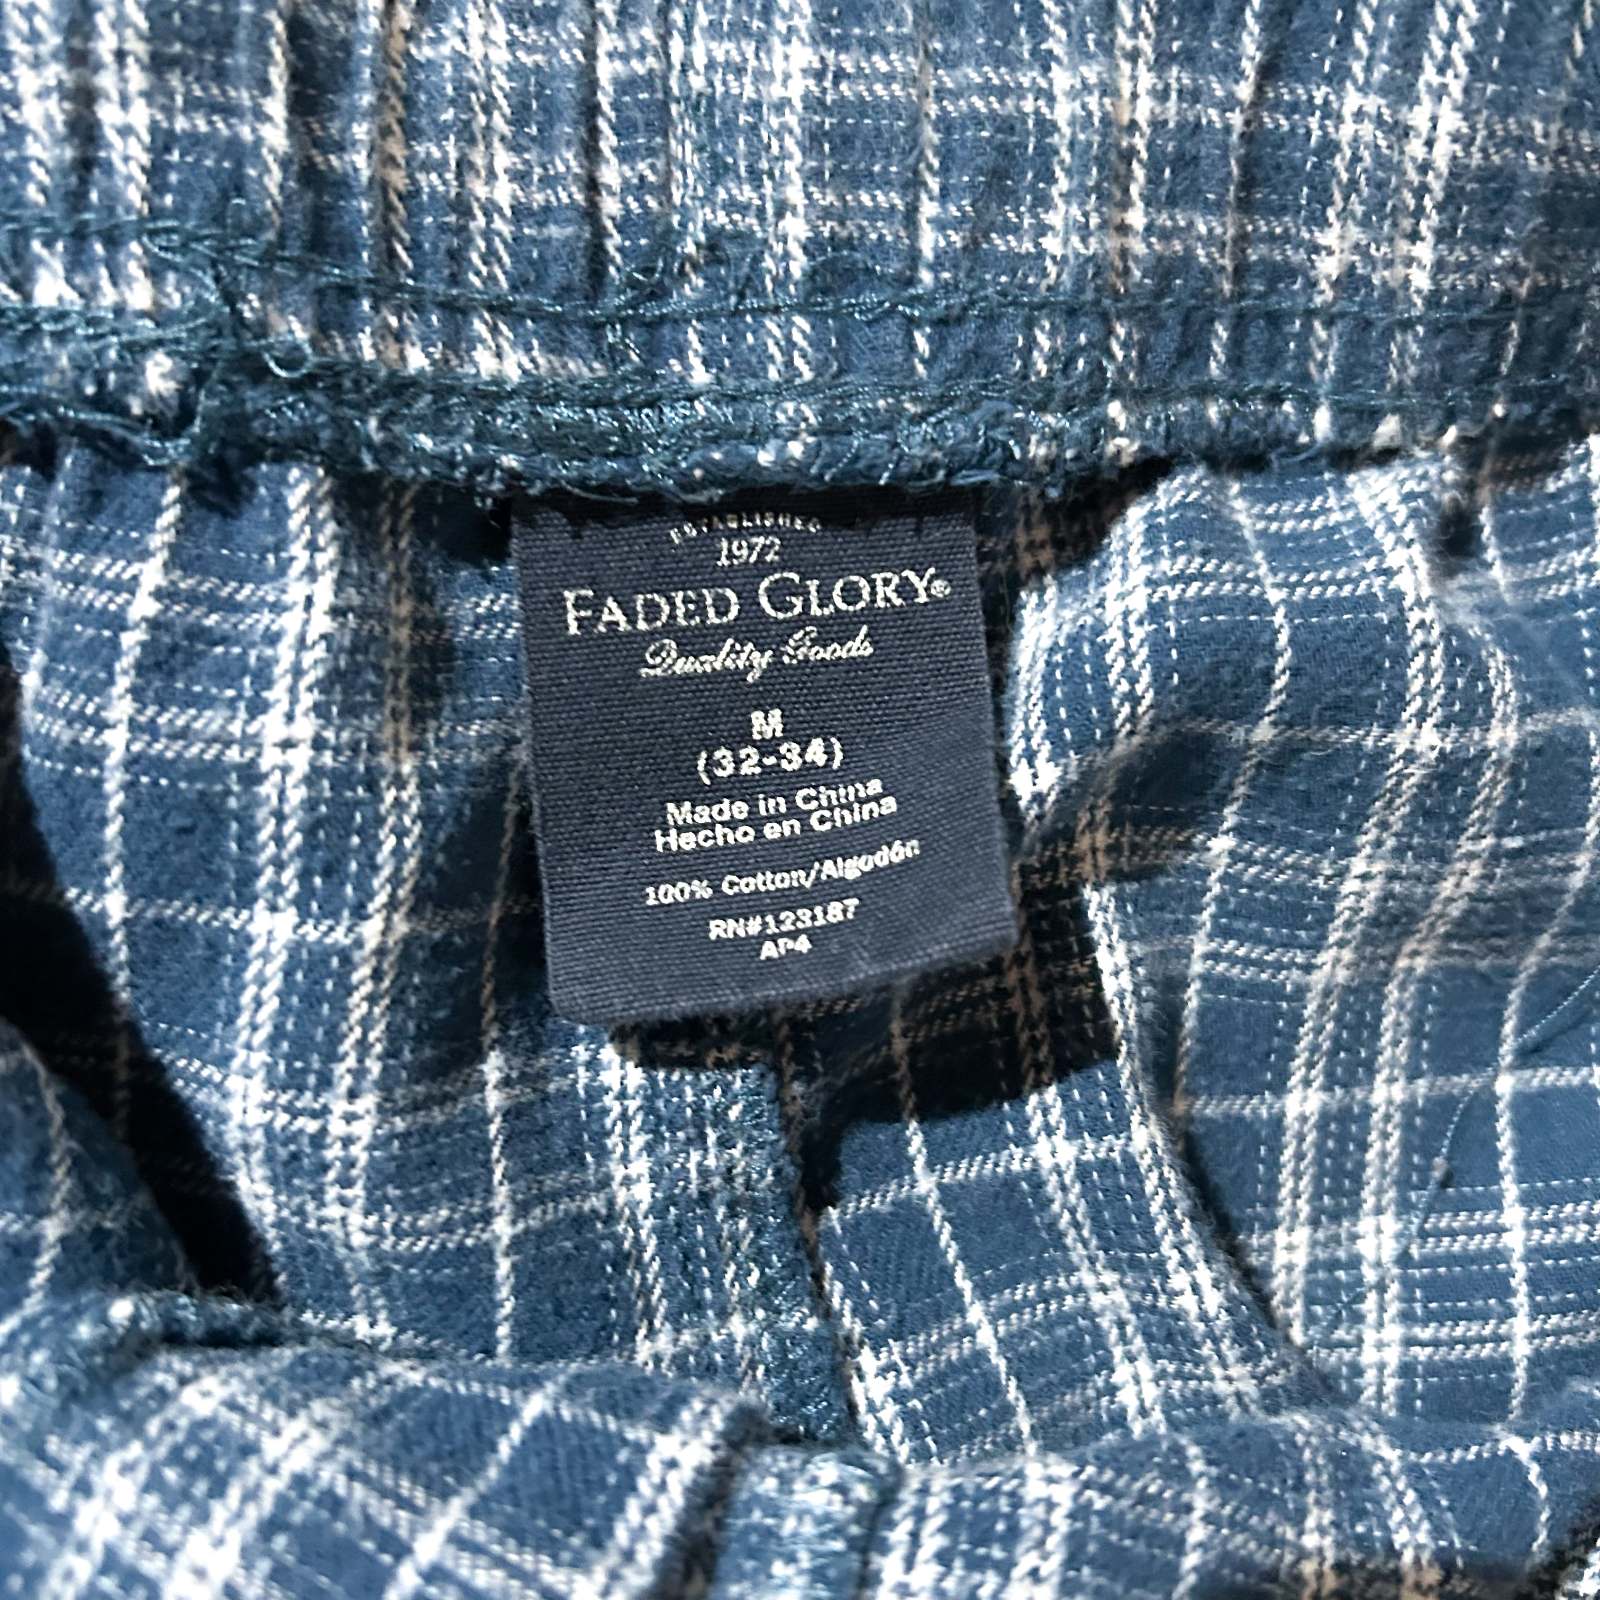 ESTABLISHED
1972
FADED GLORY®
Quality Goods
M
(32-34)
Made in China
Hecho en China
100% Cotton/Algodón
RN#123187
AP4